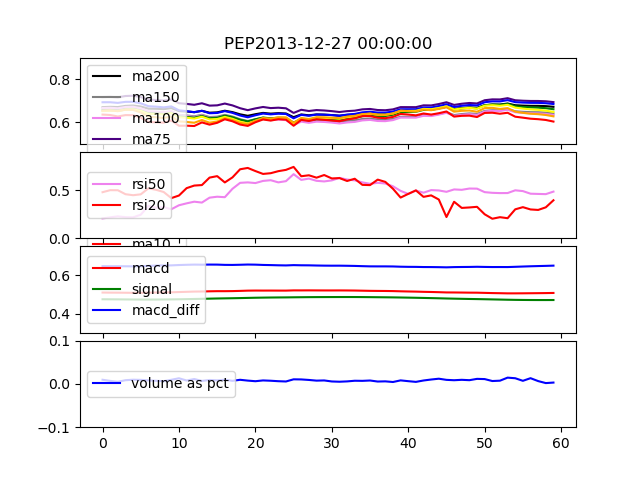 PEP2013-12-27 00:00:00
0.8
0.6
ma200
ma150
ma100
ma75
0.5
0.0
rsi50
rsi20
ma10
0.6
0.4
macd
signal
macd_diff
0.1
0.0
−0.1
volume as pct
0 10 20 30 40 50 60